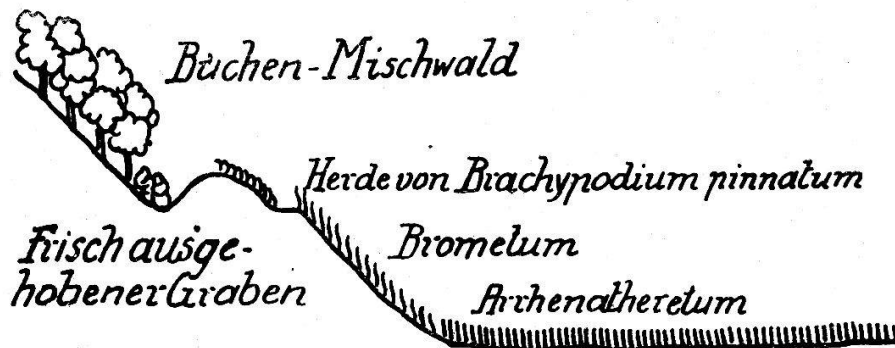 Buchen-Mischwald
Herde von Brachypodium pinnatum
Frisch ausge-
hobener Graben
Brometum
Arrhenatheretum